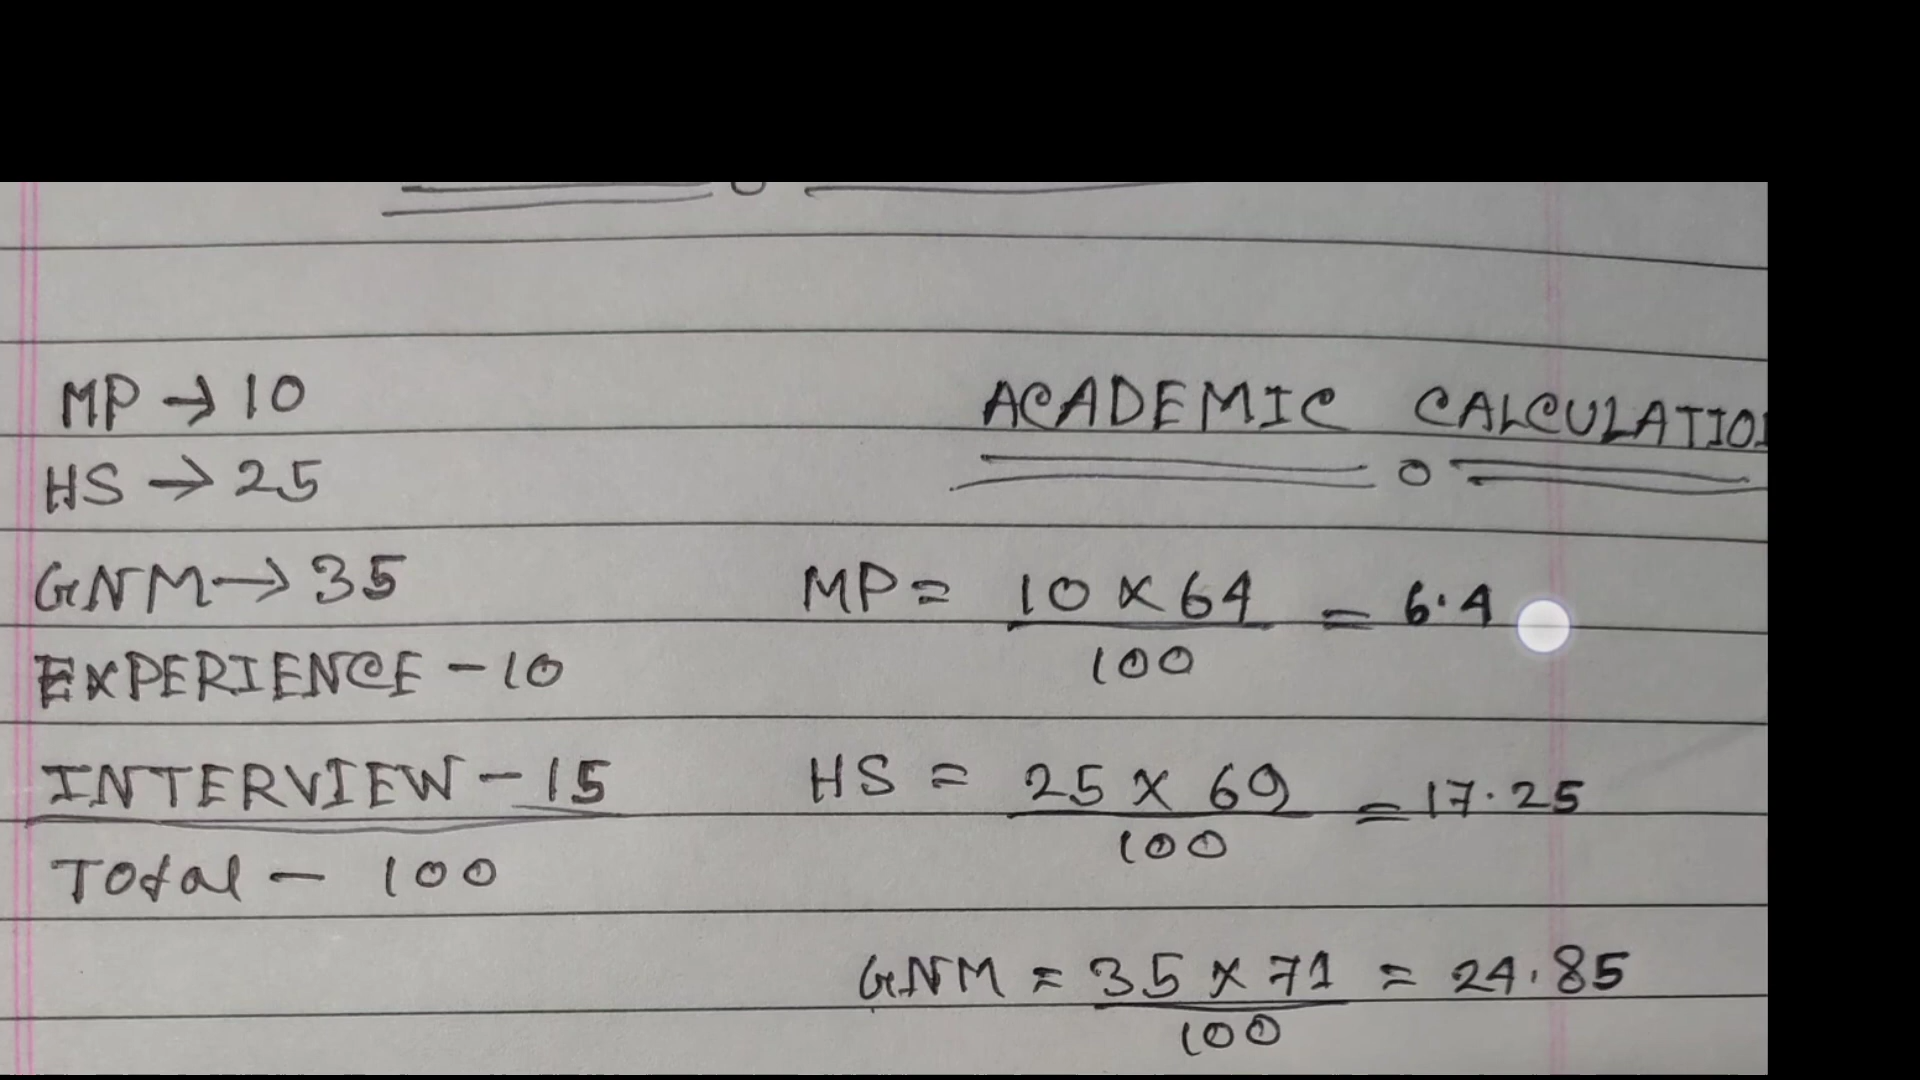 MP → 10
HS → 25
GNM → 35
EXPERIENCE - 10
INTERVIEW - 15
Total - 100
ACADEMIC CALCULATION
MP = 10 × 64 = 6.4
100
HS = 25 × 69 = 17.25
100
GNM = 35 × 71 = 24.85
100